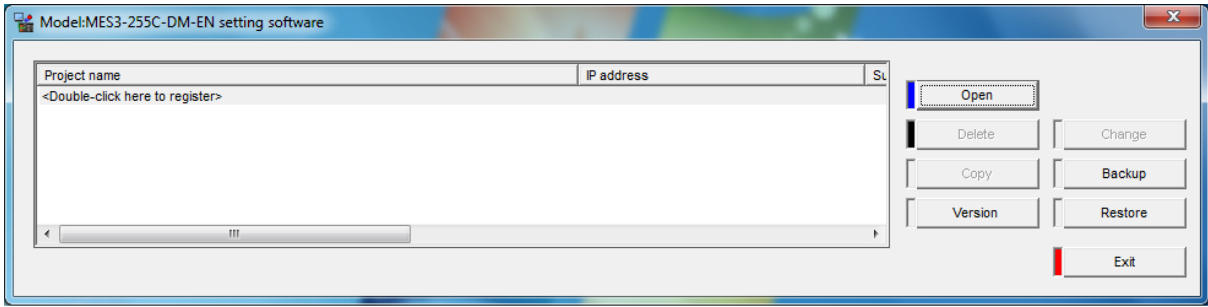 Model:MES3-255C-DM-EN setting software
Project name IP address Su
<Double-click here to register>
Open
Delete Change
Copy Backup
Version Restore
Exit